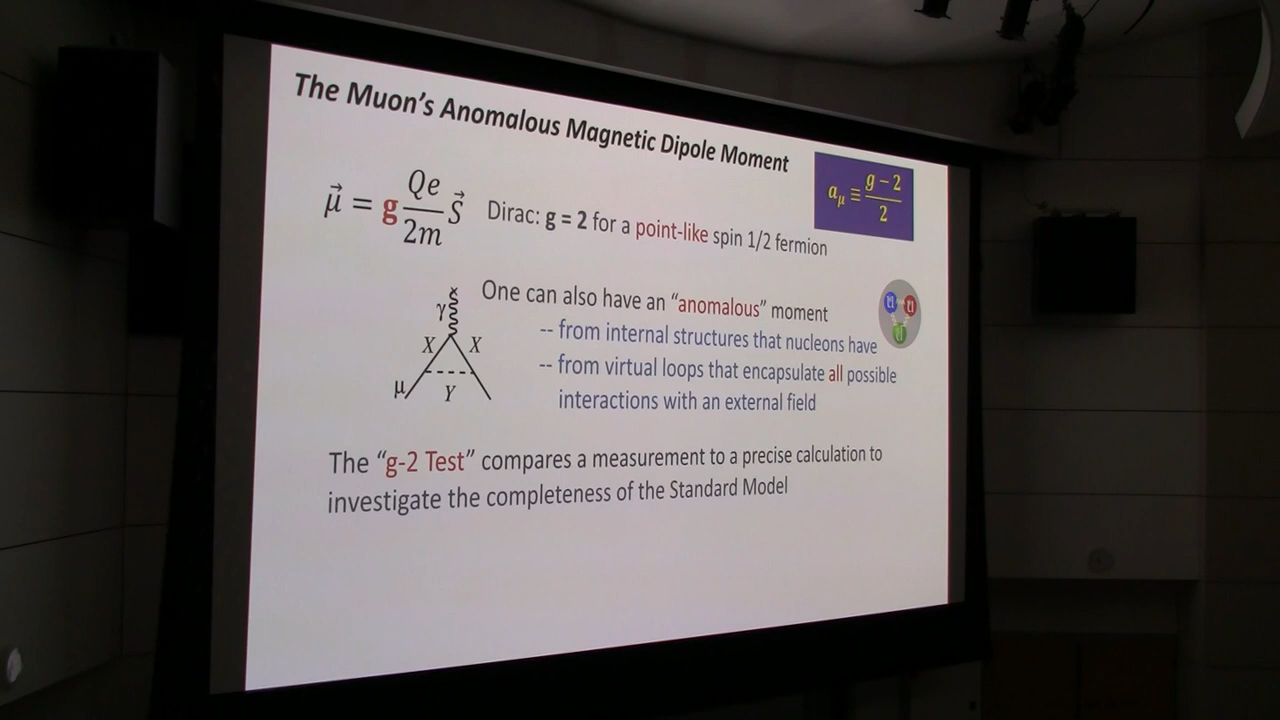 The Muon's Anomalous Magnetic Dipole Moment
a_μ ≡ (g − 2)/2
μ⃗ = g Qe/2m S⃗
Dirac: g = 2 for a point-like spin 1/2 fermion
γ
X X
μ Y
One can also have an “anomalous” moment
-- from internal structures that nucleons have
-- from virtual loops that encapsulate all possible
interactions with an external field
The “g-2 Test” compares a measurement to a precise calculation to
investigate the completeness of the Standard Model